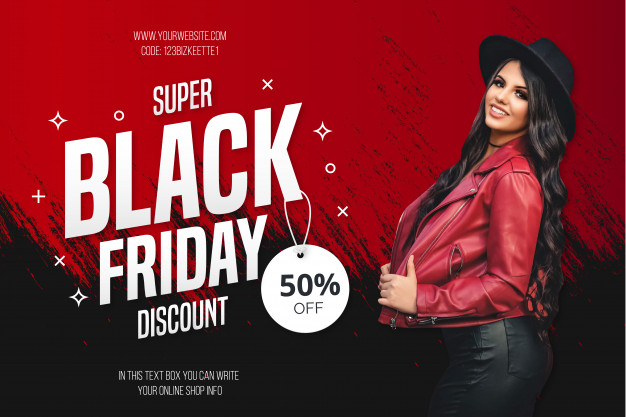 WWW.YOURWEBSITE.COM
CODE: 123BIZKEETTE1
SUPER
BLACK
FRIDAY
DISCOUNT
50%
OFF
IN THIS TEXT BOX YOU CAN WRITE
YOUR ONLINE SHOP INFO